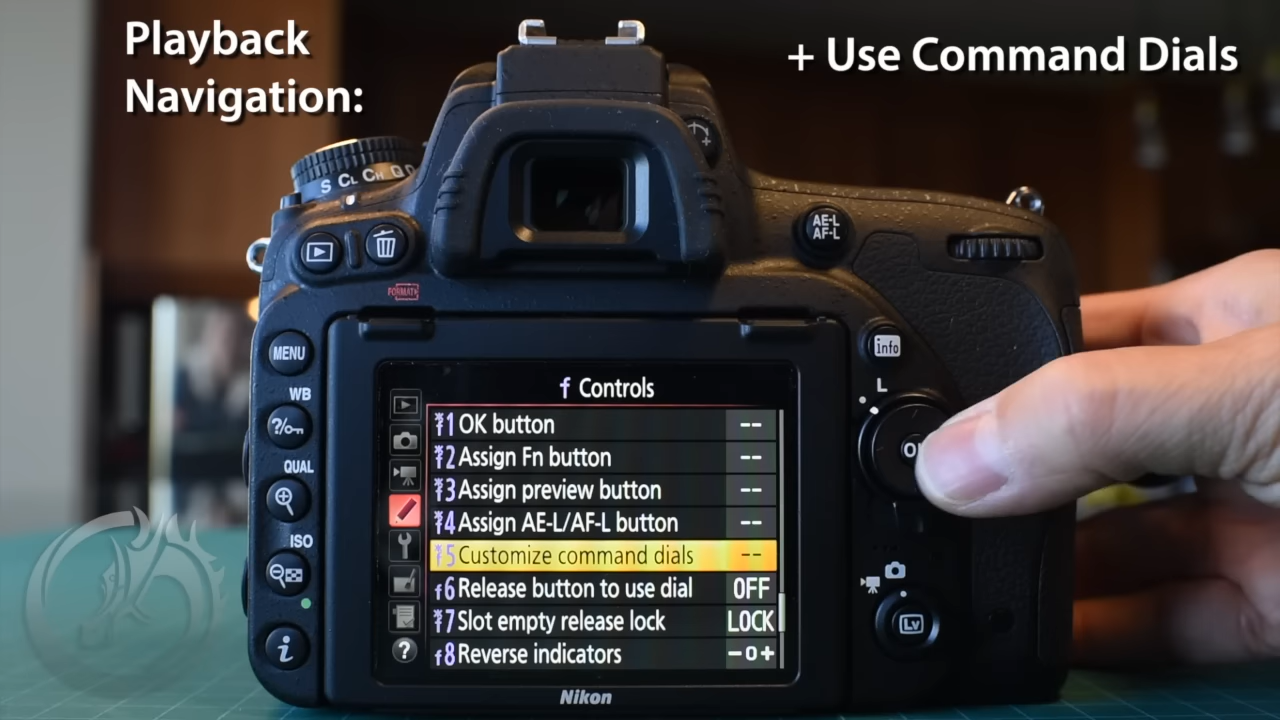 Playback
Navigation:
+ Use Command Dials
S CL CH Q
AE-L
AF-L
FORMAT
MENU
info
WB
L
?
OK
QUAL
ISO
i
Lv
f Controls
f1 OK button --
f2 Assign Fn button --
f3 Assign preview button --
f4 Assign AE-L/AF-L button --
f5 Customize command dials --
f6 Release button to use dial OFF
f7 Slot empty release lock LOCK
f8 Reverse indicators -o+
?
Nikon